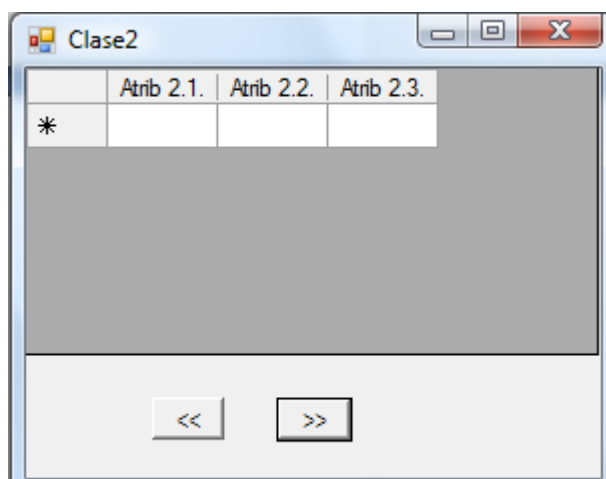 Clase2
Atrib 2.1. Atrib 2.2. Atrib 2.3.
<< >>